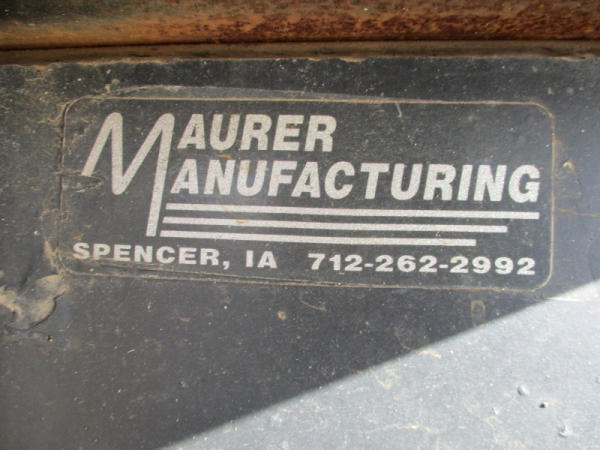 MAURER
MANUFACTURING
SPENCER, IA 712-262-2992